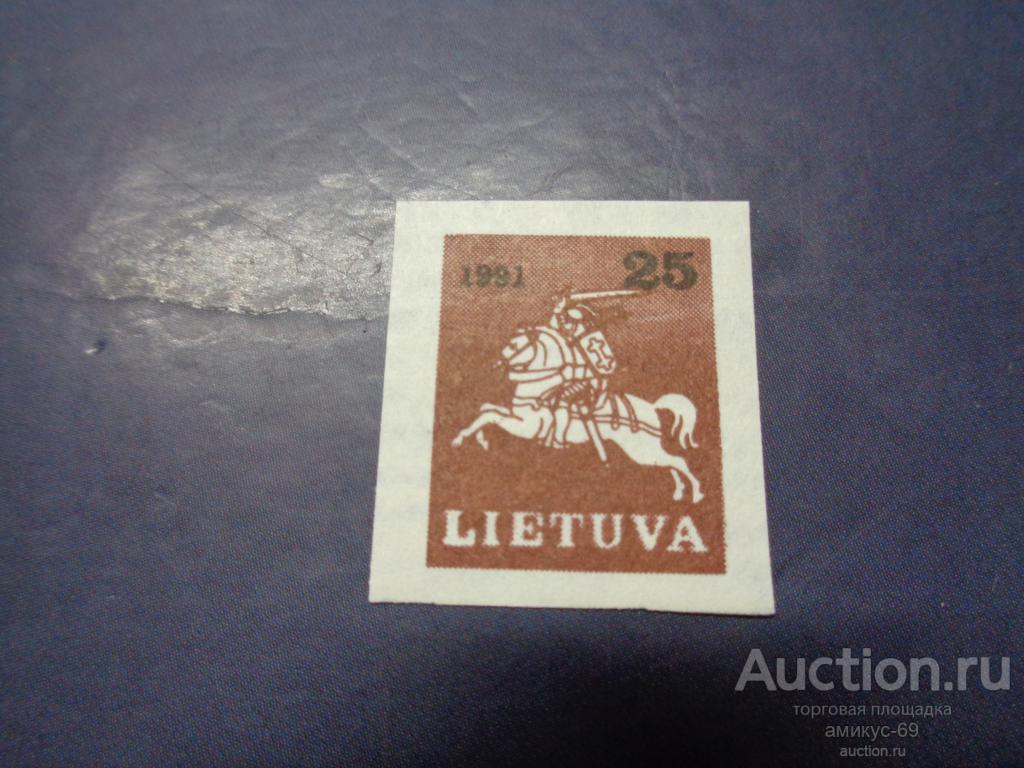 1991 25
LIETUVA
Auction.ru
торговая площадка
амикус-69
auction.ru